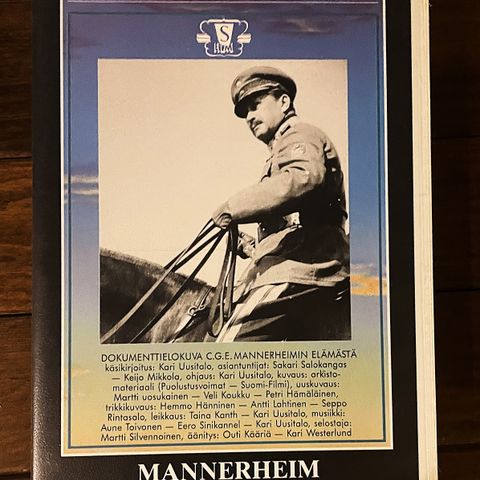 S
FILMI
DOKUMENTTIELOKUVA C.G.E. MANNERHEIMIN ELÄMÄSTÄ
käsikirjoitus: Kari Uusitalo, asiantuntijat: Sakari Salokangas
— Keijo Mikkola, ohjaus: Kari Uusitalo, kuvaus: arkisto-
materiaali (Puolustusvoimat — Suomi-Filmi), uuskuvaus:
Martti uosukainen — Veli Koukku — Petri Hämäläinen,
trikkikuvaus: Hemmo Hänninen — Antti Lahtinen — Seppo
Rintasalo, leikkaus: Taina Kanth — Kari Uusitalo, musiikki:
Aune Toivonen — Eero Sinikannel — Kari Uusitalo, selostaja:
Martti Silvennoinen, äänitys: Outi Kääriä — Kari Westerlund
MANNERHEIM